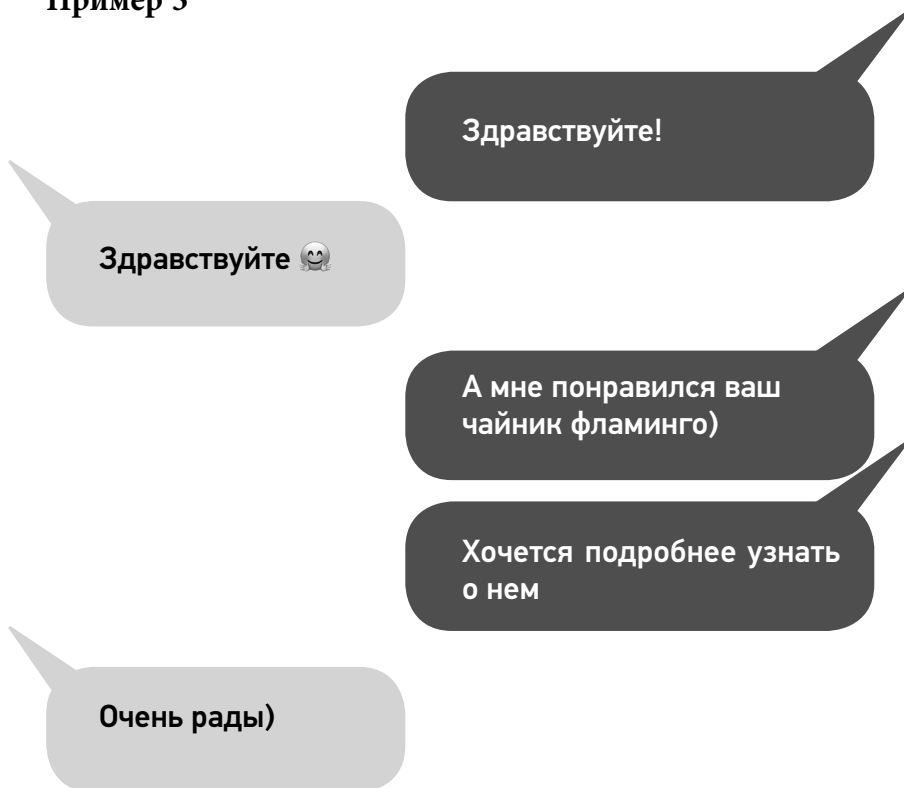 Пример 3
Здравствуйте!
Здравствуйте 🤗
А мне понравился ваш
чайник фламинго)
Хочется подробнее узнать
о нем
Очень рады)